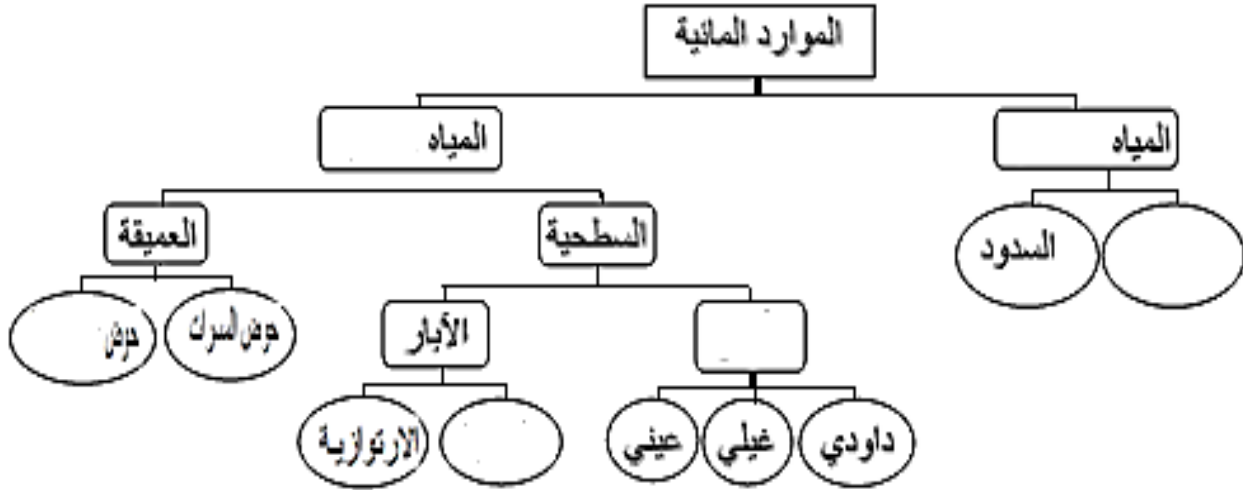 الموارد المائية
المياه
المياه
السدود
السطحية
العميقة
الآبار
حوض السرك
حوض
داودي
غيلي
عيني
الارتوازية